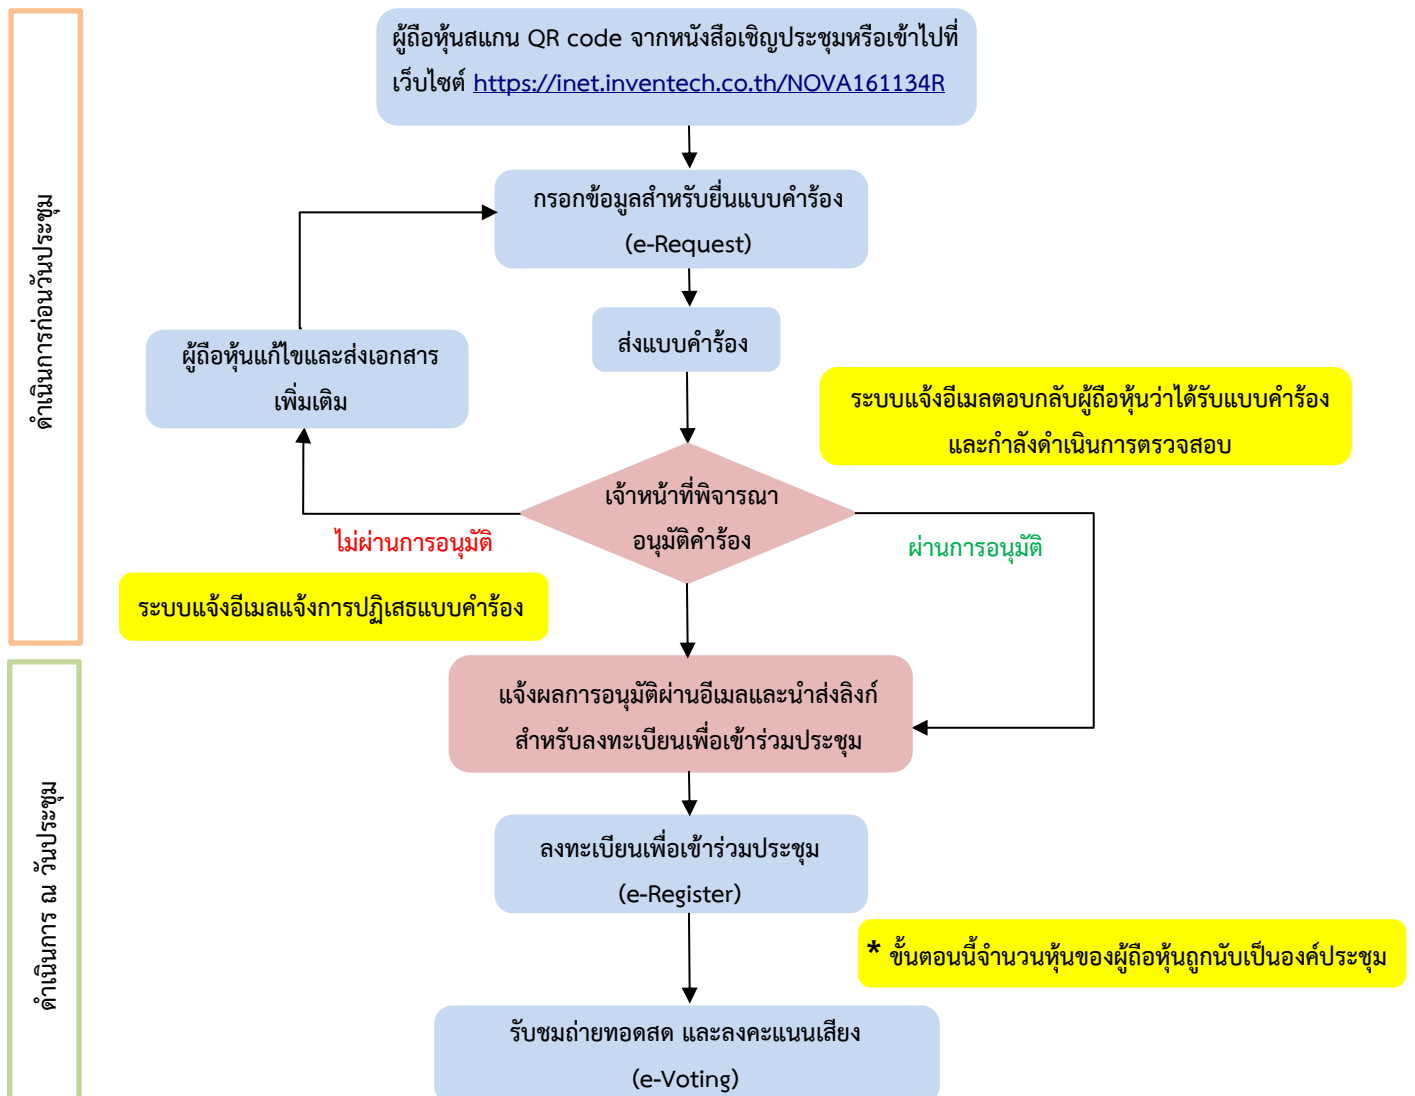 ผู้ถือหุ้นสแกน QR code จากหนังสือเชิญประชุมหรือเข้าไปที่
เว็บไซต์ https://inet.inventech.co.th/NOVA161134R
ดำเนินการก่อนวันประชุม
กรอกข้อมูลสำหรับยื่นแบบคำร้อง
(e-Request)
ส่งแบบคำร้อง
ผู้ถือหุ้นแก้ไขและส่งเอกสาร
เพิ่มเติม
ระบบแจ้งอีเมลตอบกลับผู้ถือหุ้นว่าได้รับแบบคำร้อง
และกำลังดำเนินการตรวจสอบ
เจ้าหน้าที่พิจารณา
อนุมัติคำร้อง
ไม่ผ่านการอนุมัติ
ผ่านการอนุมัติ
ระบบแจ้งอีเมลแจ้งการปฏิเสธแบบคำร้อง
แจ้งผลการอนุมัติผ่านอีเมลและนำส่งลิงก์
สำหรับลงทะเบียนเพื่อเข้าร่วมประชุม
ดำเนินการ ณ วันประชุม
ลงทะเบียนเพื่อเข้าร่วมประชุม
(e-Register)
* ขั้นตอนนี้จำนวนหุ้นของผู้ถือหุ้นถูกนับเป็นองค์ประชุม
รับชมถ่ายทอดสด และลงคะแนนเสียง
(e-Voting)